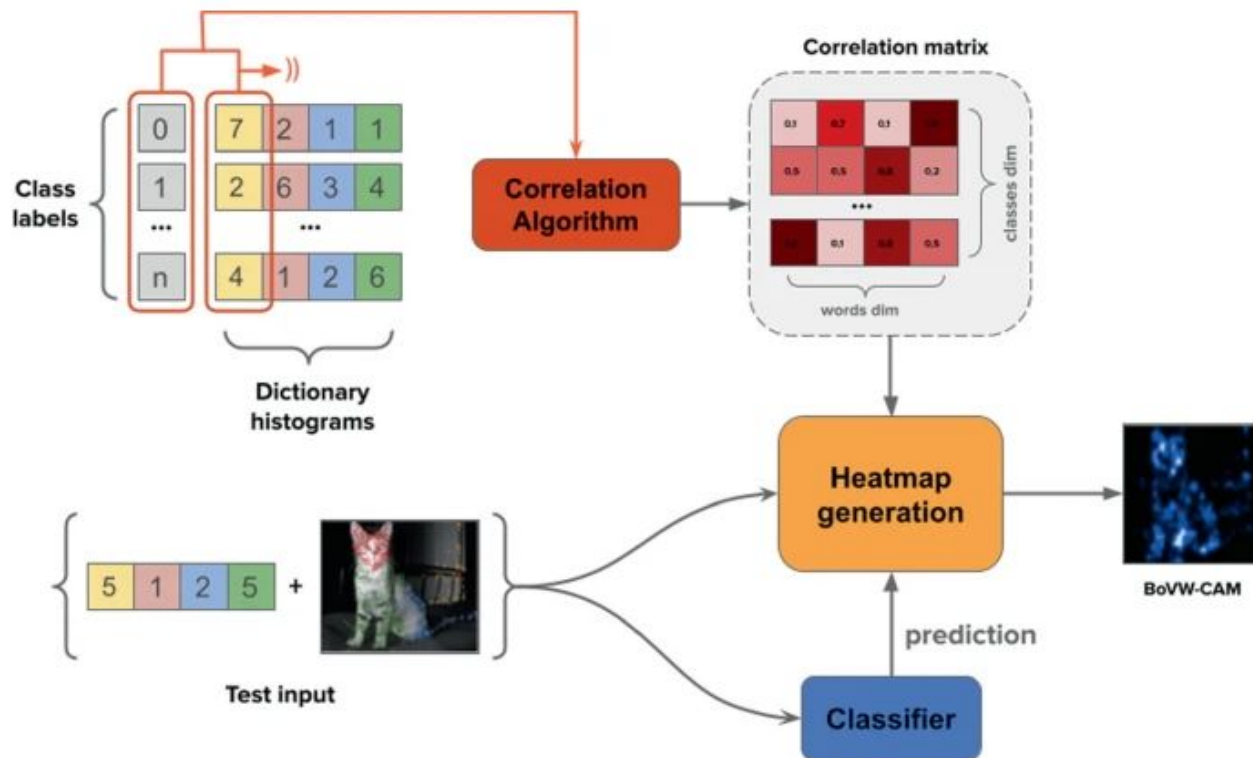 Correlation matrix
0 7 2 1 1
1 2 6 3 4
... ...
n 4 1 2 6
Class
labels
Dictionary
histograms
Correlation
Algorithm
0.1 0.7 0.1
0.5 0.5 0.8 0.2
...
0.1 0.8 0.5
classes dim
words dim
Heatmap
generation
BoVW-CAM
5 1 2 5 +
Test input
prediction
Classifier